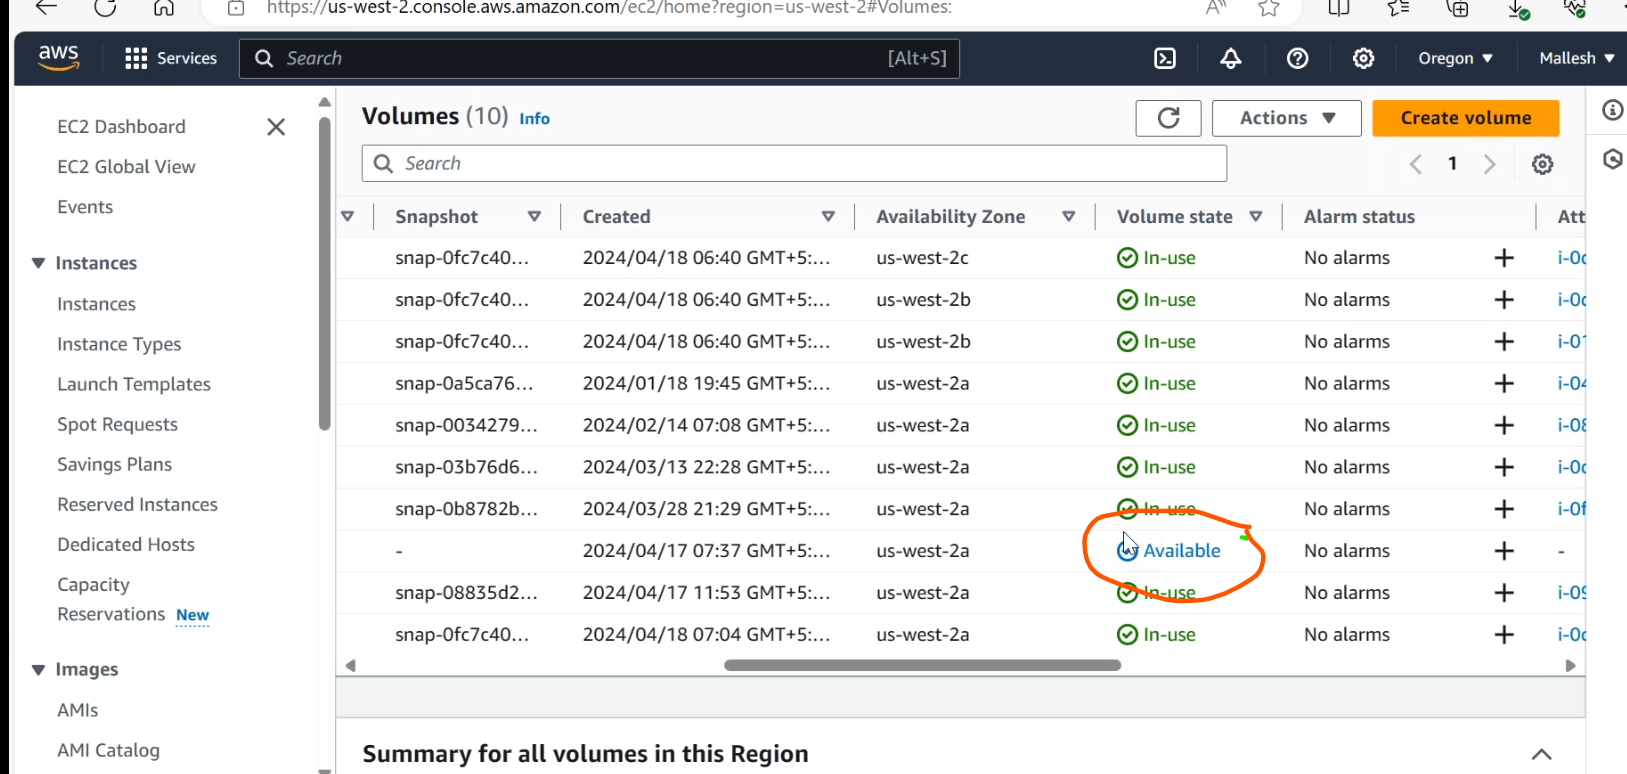 https://us-west-2.console.aws.amazon.com/ec2/home?region=us-west-2#Volumes:
aws Services Search [Alt+S] Oregon Mallesh
EC2 Dashboard
EC2 Global View
Events
Instances
Instances
Instance Types
Launch Templates
Spot Requests
Savings Plans
Reserved Instances
Dedicated Hosts
Capacity
Reservations New
Images
AMIs
AMI Catalog
Volumes (10) Info Actions Create volume
Search 1
Snapshot Created Availability Zone Volume state Alarm status Att
snap-0fc7c40... 2024/04/18 06:40 GMT+5:... us-west-2c In-use No alarms + i-0c
snap-0fc7c40... 2024/04/18 06:40 GMT+5:... us-west-2b In-use No alarms + i-0c
snap-0fc7c40... 2024/04/18 06:40 GMT+5:... us-west-2b In-use No alarms +
snap-0a5ca76... 2024/01/18 19:45 GMT+5:... us-west-2a In-use No alarms + i-04
snap-0034279... 2024/02/14 07:08 GMT+5:... us-west-2a In-use No alarms + i-08
snap-03b76d6... 2024/03/13 22:28 GMT+5:... us-west-2a In-use No alarms + i-0c
snap-0b8782b... 2024/03/28 21:29 GMT+5:... us-west-2a In-use No alarms + i-0f
- 2024/04/17 07:37 GMT+5:... us-west-2a Available No alarms + -
snap-08835d2... 2024/04/17 11:53 GMT+5:... us-west-2a In-use No alarms + i-09
snap-0fc7c40... 2024/04/18 07:04 GMT+5:... us-west-2a In-use No alarms + i-0c
Summary for all volumes in this Region